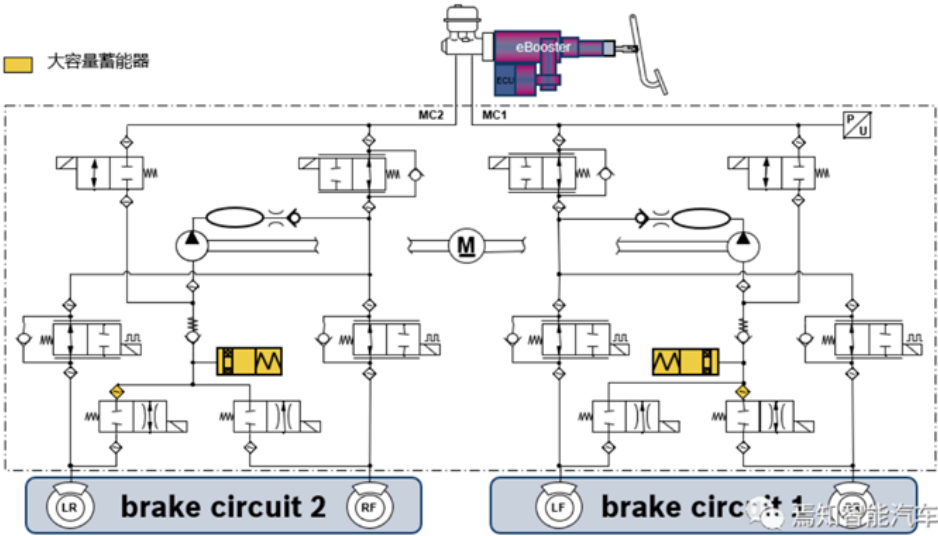 eBooster
大容量蓄能器
ECU
MC2
MC1
P
U
M
LR
brake circuit 2
RF
LF
brake circuit 1
焉知智能汽车